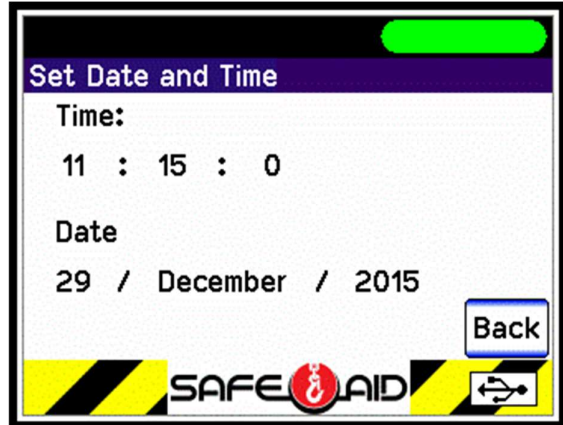 Set Date and Time
Time:
11 : 15 : 0
Date
29 / December / 2015
Back
SAFE AID